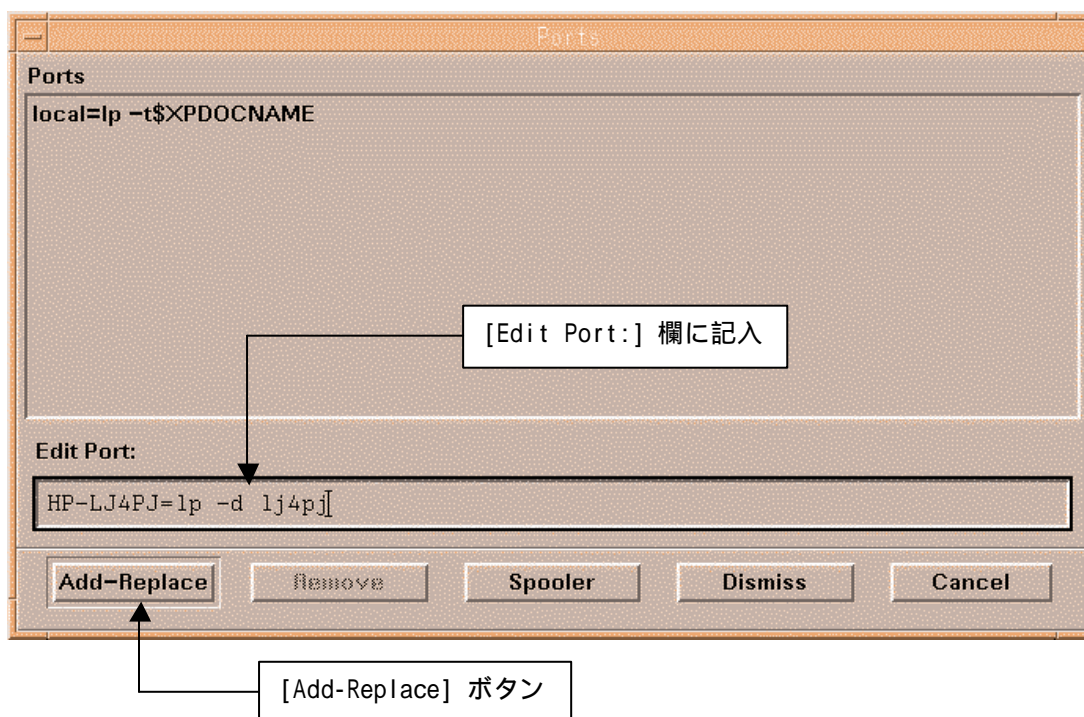 Ports
Ports
local=lp -t$XPDOCNAME
[Edit Port:] 欄に記入
Edit Port:
HP-LJ4PJ=lp -d lj4pj
Add-Replace Remove Spooler Dismiss Cancel
[Add-Replace] ボタン